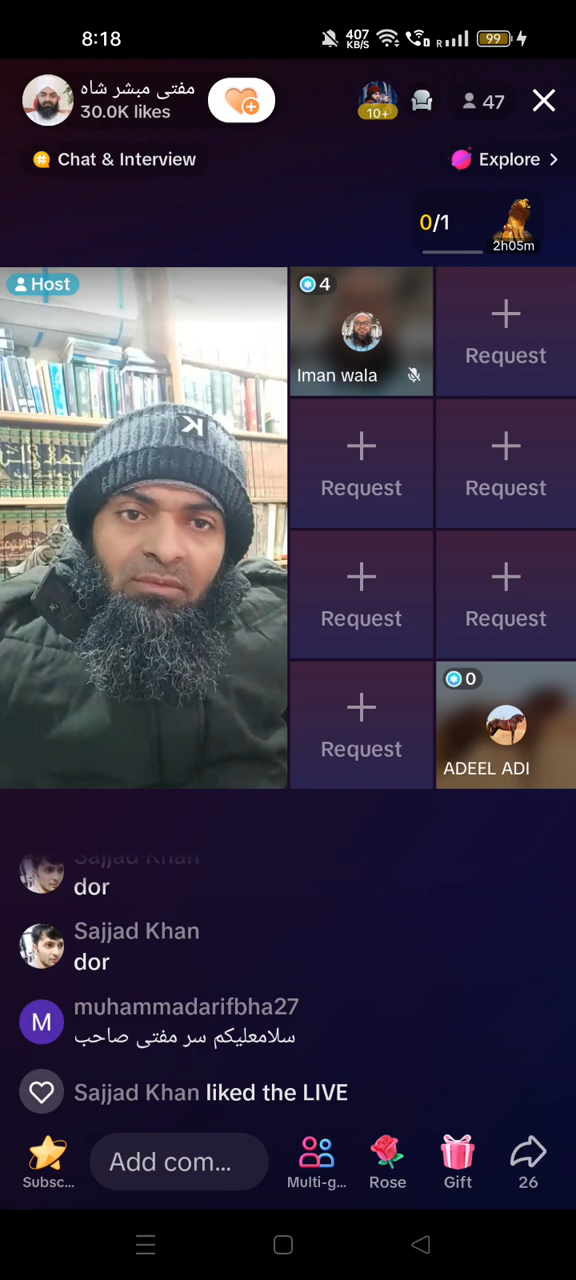 8:18
407
KB/S
R
99
مفتی مبشر شاہ
30.0K likes
10+
47
Chat & Interview
Explore
0/1
2h05m
Host
4
Iman wala
Request
K
Request
Request
Request
Request
Request
0
ADEEL ADI
Sajjad Khan
dor
Sajjad Khan
dor
M
muhammadarifbha27
سلامعلیکم سر مفتی صاحب
Sajjad Khan liked the LIVE
Add com...
Subsc...
Multi-g...
Rose
Gift
26